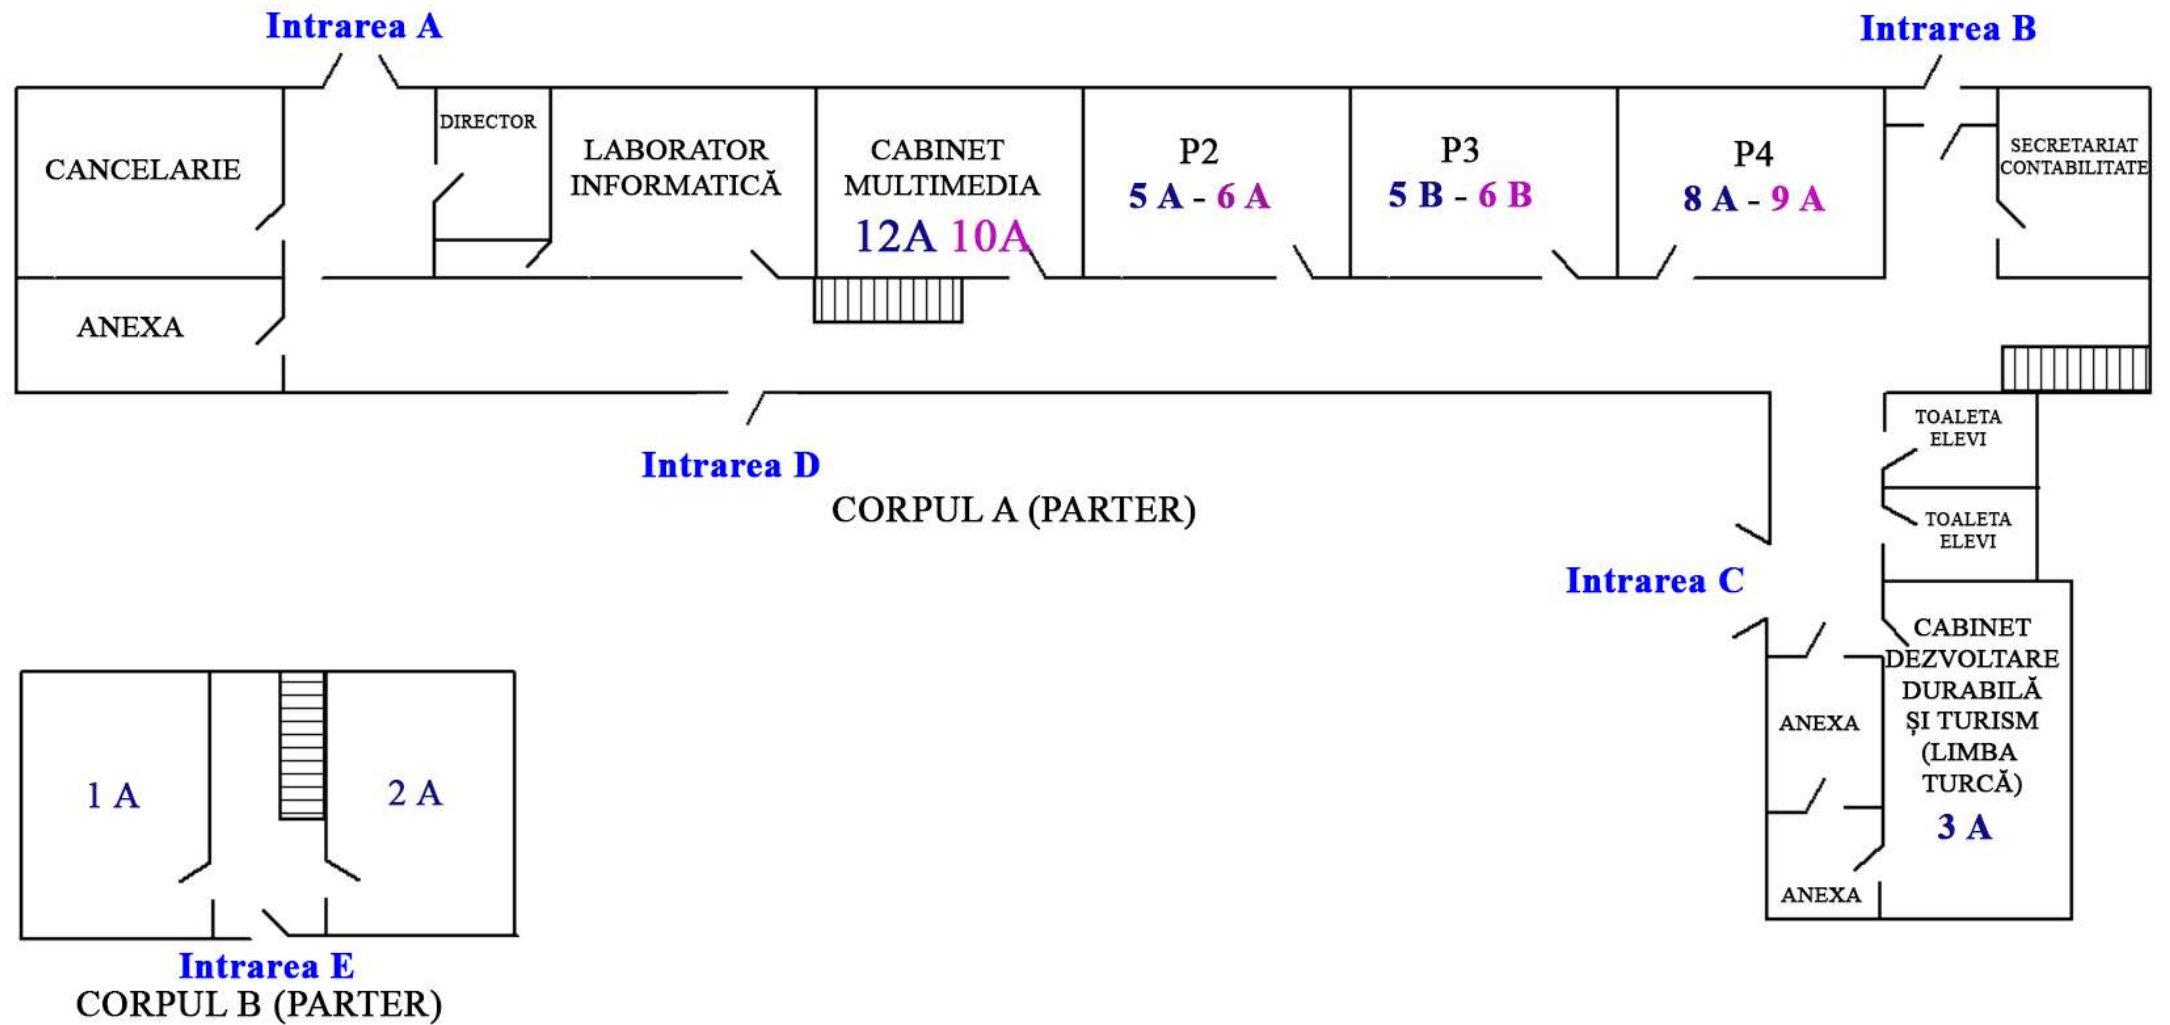 Intrarea A
Intrarea B
CANCELARIE
DIRECTOR
LABORATOR
INFORMATICĂ
CABINET
MULTIMEDIA
12A 10A
P2
5 A - 6 A
P3
5 B - 6 B
P4
8 A - 9 A
SECRETARIAT
CONTABILITATE
ANEXA
Intrarea D
CORPUL A (PARTER)
TOALETA
ELEVI
TOALETA
ELEVI
Intrarea C
CABINET
DEZVOLTARE
DURABILĂ
ȘI TURISM
(LIMBA
TURCĂ)
3 A
ANEXA
ANEXA
1 A
2 A
Intrarea E
CORPUL B (PARTER)